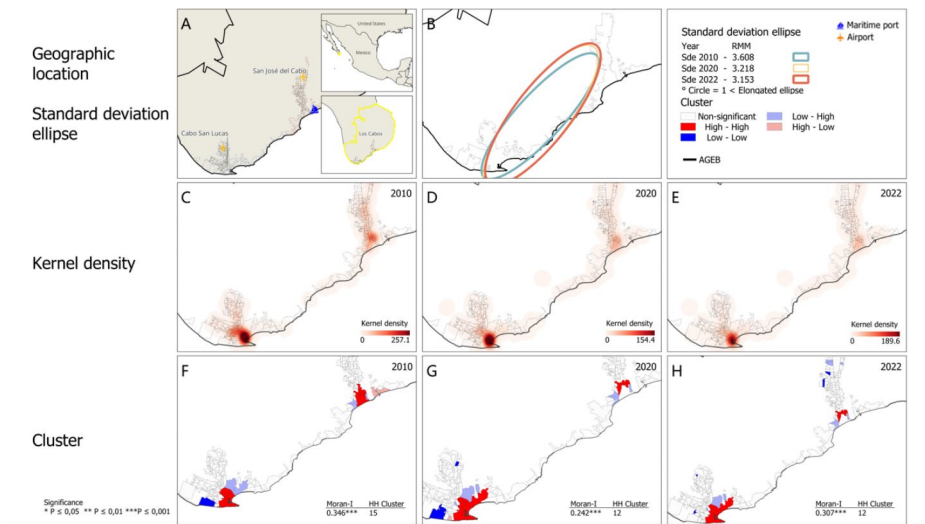 Geographic
location
Standard deviation
ellipse
Kernel density
Cluster
Significance
* P ≤ 0,05 ** P ≤ 0,01 ***P ≤ 0,001
A
San José del Cabo
Cabo San Lucas
United States
Mexico
Los Cabos
B
Standard deviation ellipse
Year RMM
Sde 2010 - 3.608
Sde 2020 - 3.218
Sde 2022 - 3.153
° Circle = 1 < Elongated ellipse
Cluster
Non-significant
Low - High
High - High
High - Low
Low - Low
AGEB
Maritime port
Airport
C
2010
Kernel density
0 257.1
D
2020
Kernel density
0 154.4
E
2022
Kernel density
0 189.6
F
2010
Moran-I HH Cluster
0.346*** 15
G
2020
Moran-I HH Cluster
0.242*** 12
H
2022
Moran-I HH Cluster
0.307*** 12